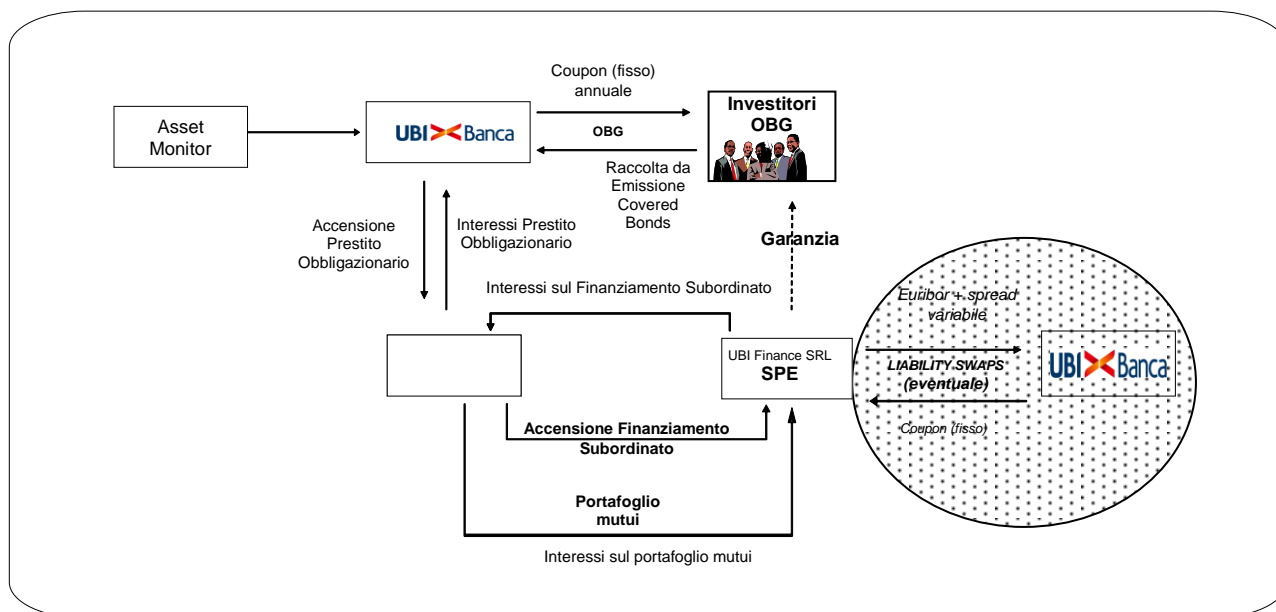 Coupon (fisso)
annuale
Asset
Monitor
UBI Banca
OBG
Investitori
OBG
Raccolta da
Emissione
Covered
Bonds
Accensione
Prestito
Obbligazionario
Interessi Prestito
Obbligazionario
Garanzia
Interessi sul Finanziamento Subordinato
Euribor + spread
variabile
UBI Finance SRL
SPE
LIABILITY SWAPS
(eventuale)
UBI Banca
Coupon (fisso)
Accensione Finanziamento
Subordinato
Portafoglio
mutui
Interessi sul portafoglio mutui